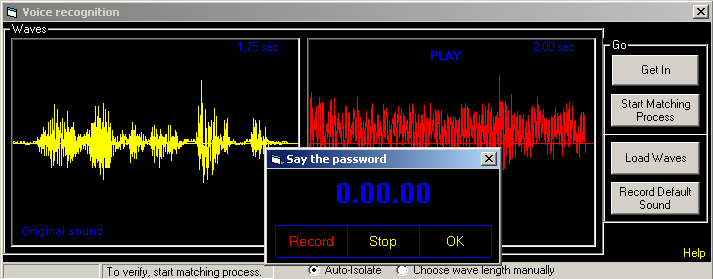 Voice recognition
Waves
1.75 sec
2.00 sec
PLAY
Original sound
Go
Get In
Start Matching
Process
Load Waves
Record Default
Sound
Help
Say the password
0.00.00
Record
Stop
OK
To verify, start matching process.
Auto-Isolate
Choose wave length manually